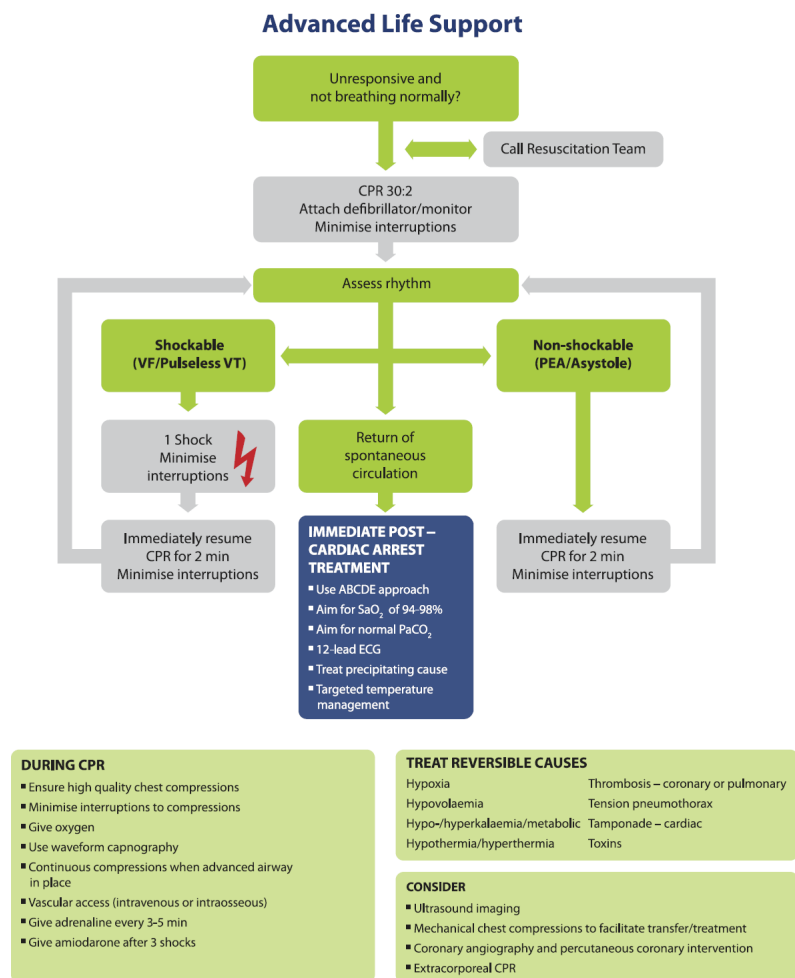 Advanced Life Support
Unresponsive and
not breathing normally?
Call Resuscitation Team
CPR 30:2
Attach defibrillator/monitor
Minimise interruptions
Assess rhythm
Shockable
(VF/Pulseless VT)
Non-shockable
(PEA/Asystole)
1 Shock
Minimise
interruptions
Return of
spontaneous
circulation
Immediately resume
CPR for 2 min
Minimise interruptions
IMMEDIATE POST –
CARDIAC ARREST
TREATMENT
▪ Use ABCDE approach
▪ Aim for SaO₂ of 94-98%
▪ Aim for normal PaCO₂
▪ 12-lead ECG
▪ Treat precipitating cause
▪ Targeted temperature
management
Immediately resume
CPR for 2 min
Minimise interruptions
DURING CPR
▪ Ensure high quality chest compressions
▪ Minimise interruptions to compressions
▪ Give oxygen
▪ Use waveform capnography
▪ Continuous compressions when advanced airway
in place
▪ Vascular access (intravenous or intraosseous)
▪ Give adrenaline every 3-5 min
▪ Give amiodarone after 3 shocks
TREAT REVERSIBLE CAUSES
Hypoxia
Hypovolaemia
Hypo-/hyperkalaemia/metabolic
Hypothermia/hyperthermia
Thrombosis – coronary or pulmonary
Tension pneumothorax
Tamponade – cardiac
Toxins
CONSIDER
▪ Ultrasound imaging
▪ Mechanical chest compressions to facilitate transfer/treatment
▪ Coronary angiography and percutaneous coronary intervention
▪ Extracorporeal CPR